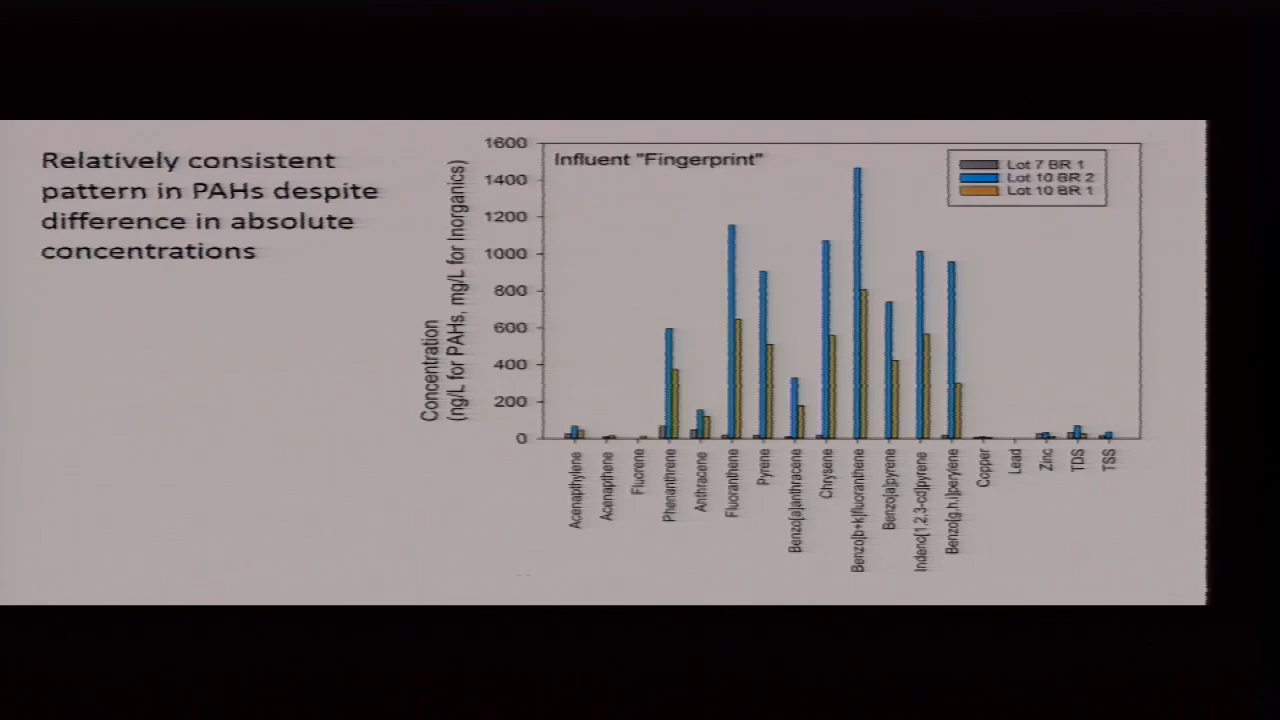 Relatively consistent
pattern in PAHs despite
difference in absolute
concentrations
Influent "Fingerprint"
Lot 7 BR 1
Lot 10 BR 2
Lot 10 BR 1
Concentration
(ng/L for PAHs, mg/L for Inorganics)
1600
1400
1200
1000
800
600
400
200
0
Acenaphylene
Acenapthene
Fluorene
Phenanthrene
Anthracene
Fluoranthene
Pyrene
Benzo[a]anthracene
Chrysene
Benzo[b+k]fluoranthene
Benzo[a]pyrene
Indeno[1,2,3-cd]pyrene
Benzo[g,h,i]perylene
Copper
Lead
Zinc
TDS
TSS